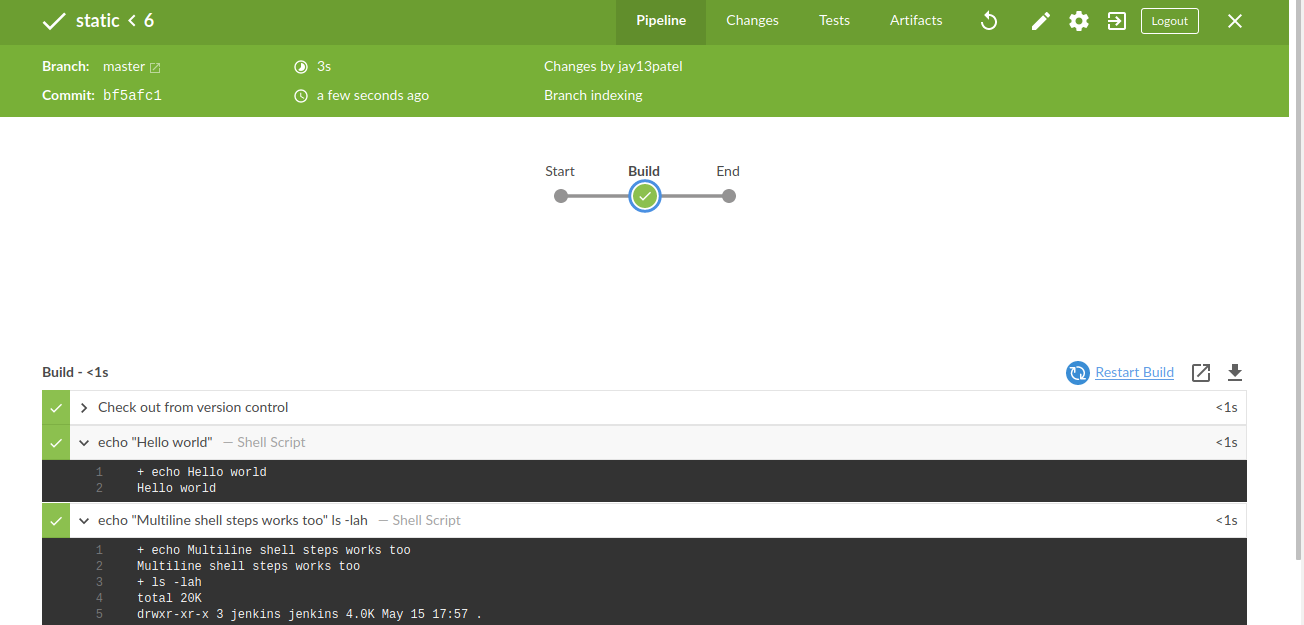 static < 6 Pipeline Changes Tests Artifacts Logout
Branch: master 3s Changes by jay13patel
Commit: bf5afc1 a few seconds ago Branch indexing
Start Build End
Build - <1s Restart Build
Check out from version control <1s
echo "Hello world" — Shell Script <1s
1 + echo Hello world
2 Hello world
echo "Multiline shell steps works too" ls -lah — Shell Script <1s
1 + echo Multiline shell steps works too
2 Multiline shell steps works too
3 + ls -lah
4 total 20K
5 drwxr-xr-x 3 jenkins jenkins 4.0K May 15 17:57 .